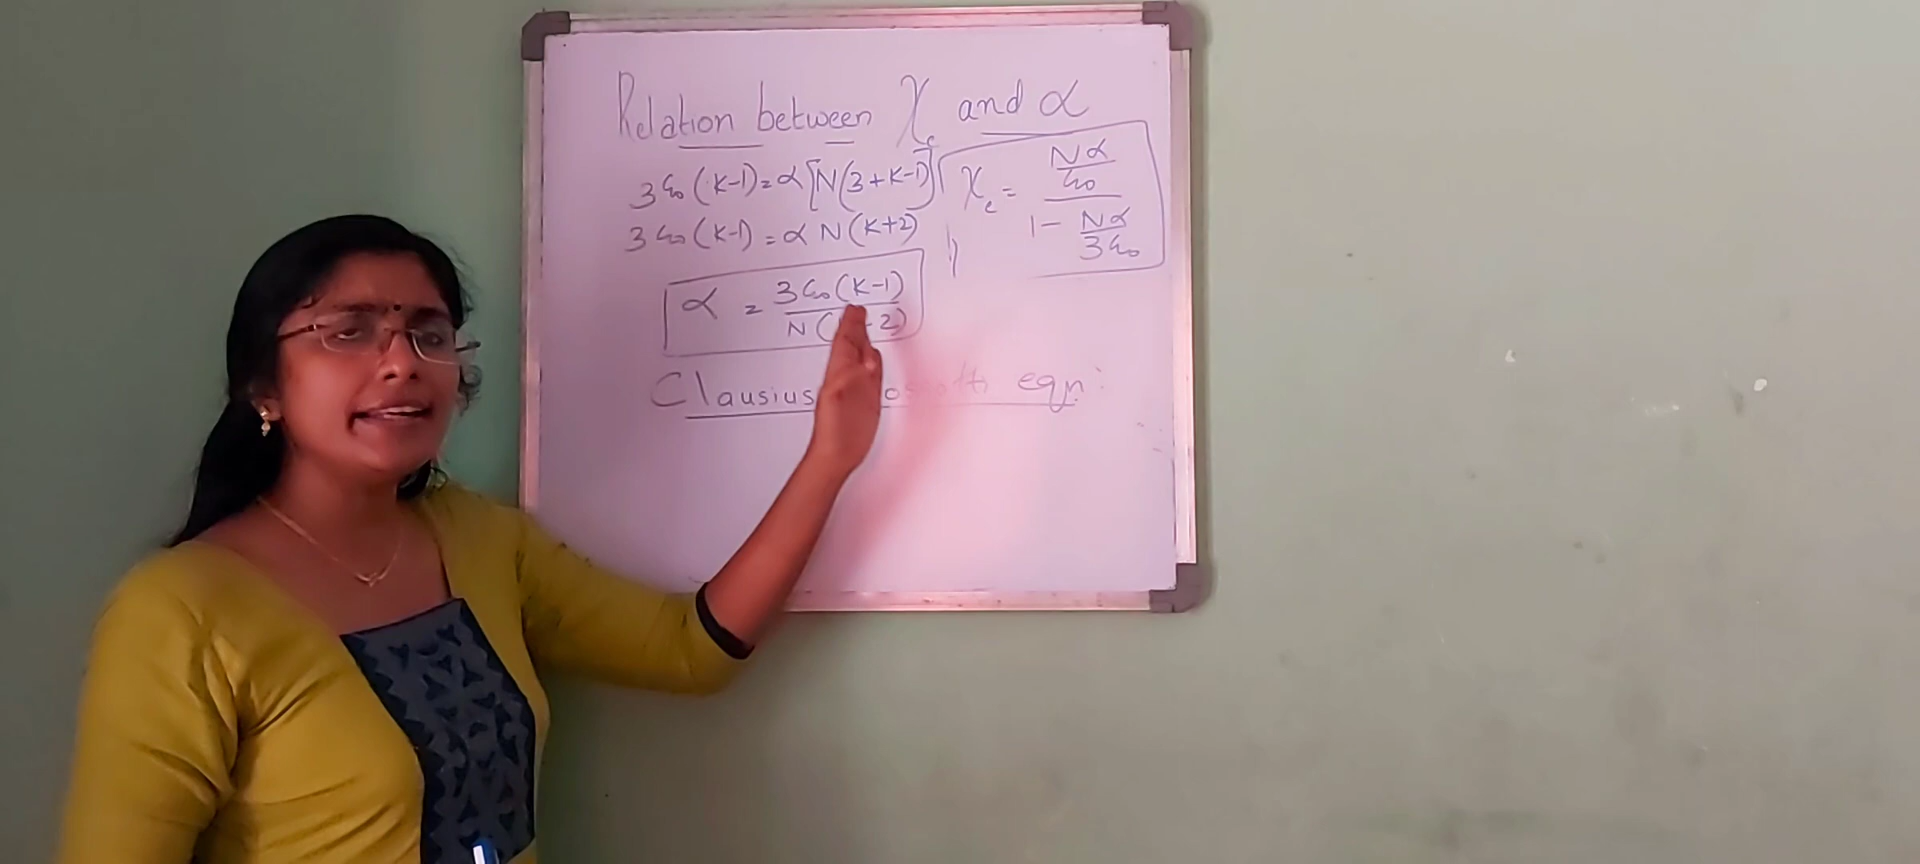 Relation between χₑ and α
3ε₀(K-1)=α[N(3+K-1)]
3ε₀(K-1)=αN(K+2)
α = 3ε₀(K-1) / N( 2)
Clausius eqn:
χₑ = (Nα/ε₀) / (1 - Nα/3ε₀)